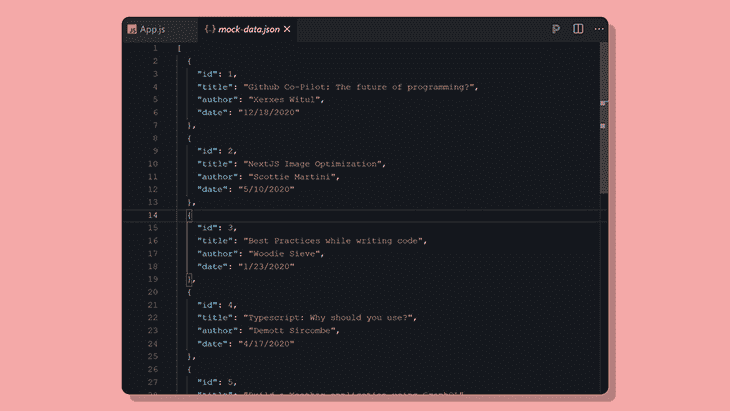 App.js
{..} mock-data.json ✕
1 [
2 {
3 "id": 1,
4 "title": "Github Co-Pilot: The future of programming?",
5 "author": "Xerxes Witul",
6 "date": "12/18/2020"
7 },
8 {
9 "id": 2,
10 "title": "NextJS Image Optimization",
11 "author": "Scottie Martini",
12 "date": "5/10/2020"
13 },
14 {
15 "id": 3,
16 "title": "Best Practices while writing code",
17 "author": "Woodie Sieve",
18 "date": "1/23/2020"
19 },
20 {
21 "id": 4,
22 "title": "Typescript: Why should you use?",
23 "author": "Demott Sircombe",
24 "date": "4/17/2020"
25 },
26 {
27 "id": 5,